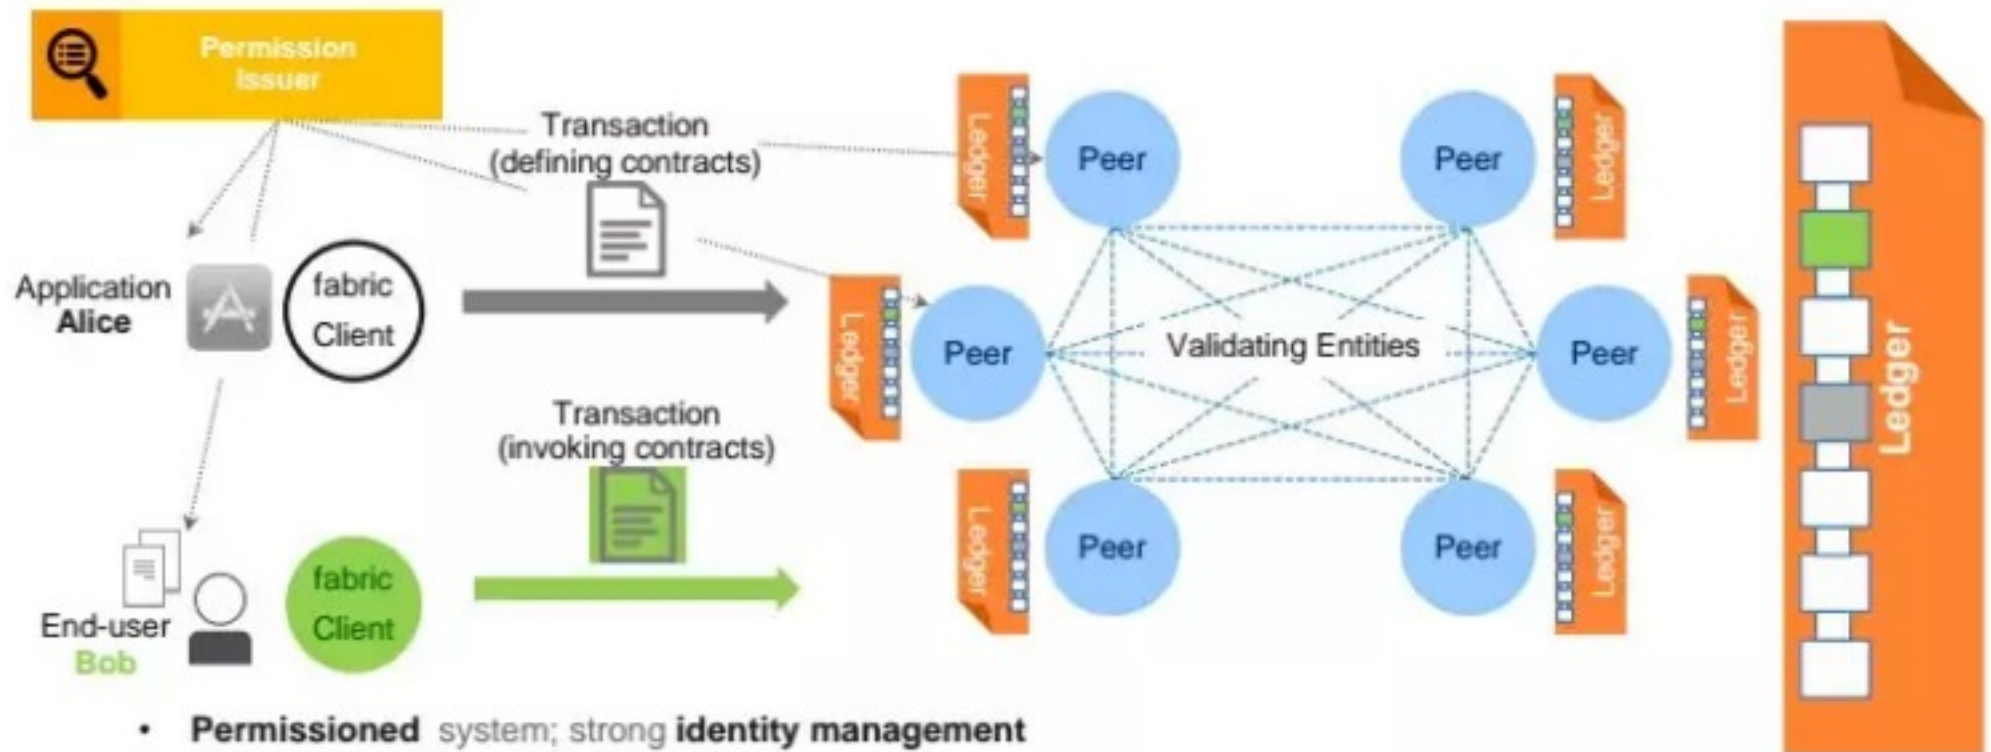 Permission
Issuer
Transaction
(defining contracts)
Application
Alice
fabric
Client
Transaction
(invoking contracts)
End-user
Bob
fabric
Client
Ledger
Peer
Peer
Ledger
Ledger
Peer
Validating Entities
Peer
Ledger
Ledger
Peer
Peer
Ledger
Ledger
• Permissioned system; strong identity management